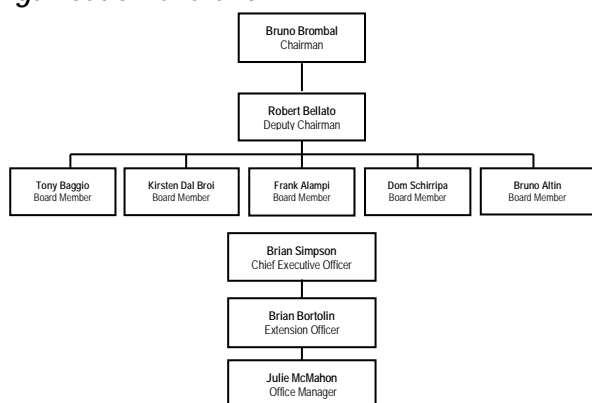 Bruno Brombal
Chairman
Robert Bellato
Deputy Chairman
Tony Baggio
Board Member
Kirsten Dal Broi
Board Member
Frank Alampi
Board Member
Dom Schirripa
Board Member
Bruno Altin
Board Member
Brian Simpson
Chief Executive Officer
Brian Bortolin
Extension Officer
Julie McMahon
Office Manager